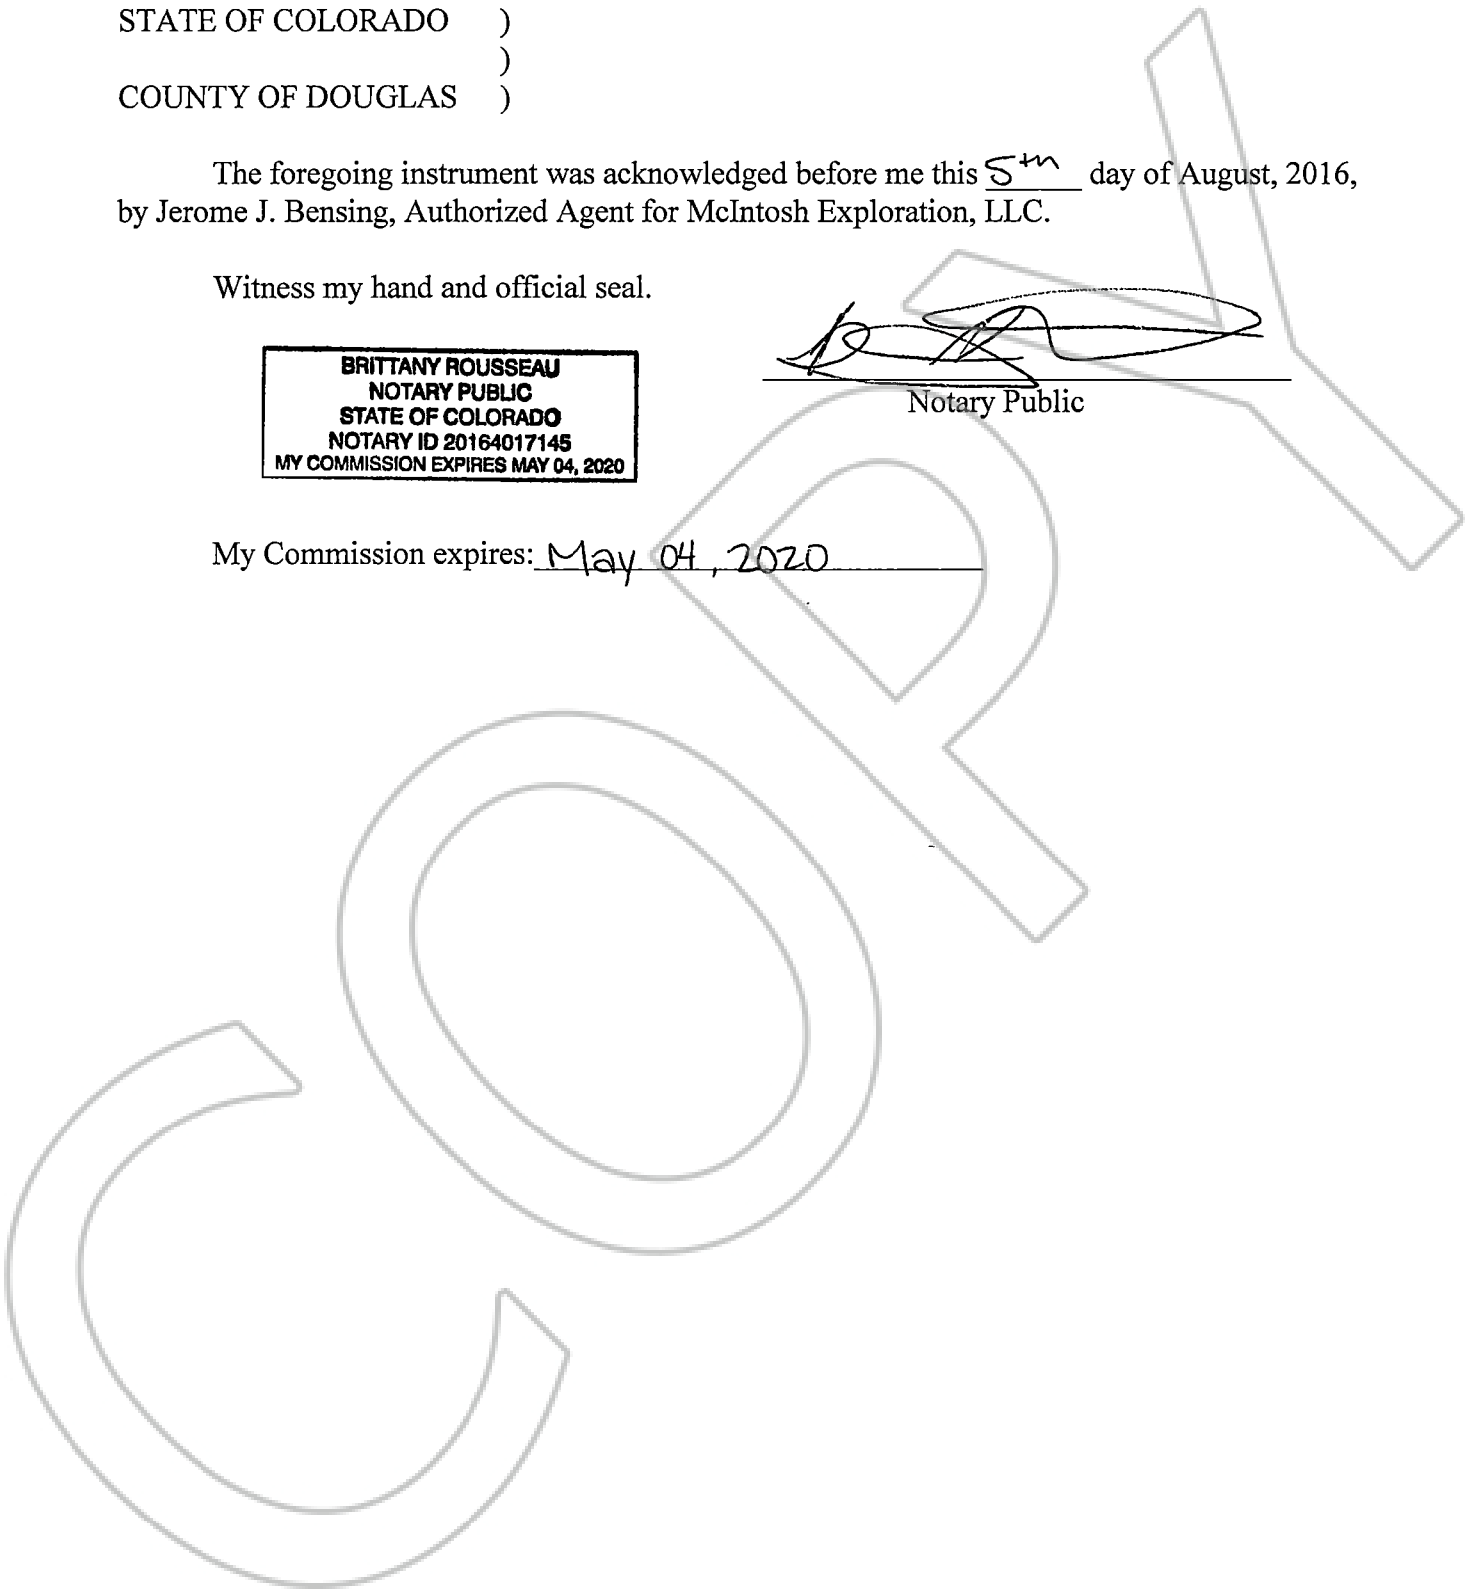 STATE OF COLORADO )
)
COUNTY OF DOUGLAS )
The foregoing instrument was acknowledged before me this 5th day of August, 2016,
by Jerome J. Bensing, Authorized Agent for McIntosh Exploration, LLC.
Witness my hand and official seal.
BRITTANY ROUSSEAU
NOTARY PUBLIC
STATE OF COLORADO
NOTARY ID 20164017145
MY COMMISSION EXPIRES MAY 04, 2020
Notary Public
My Commission expires: May 04, 2020
COPY